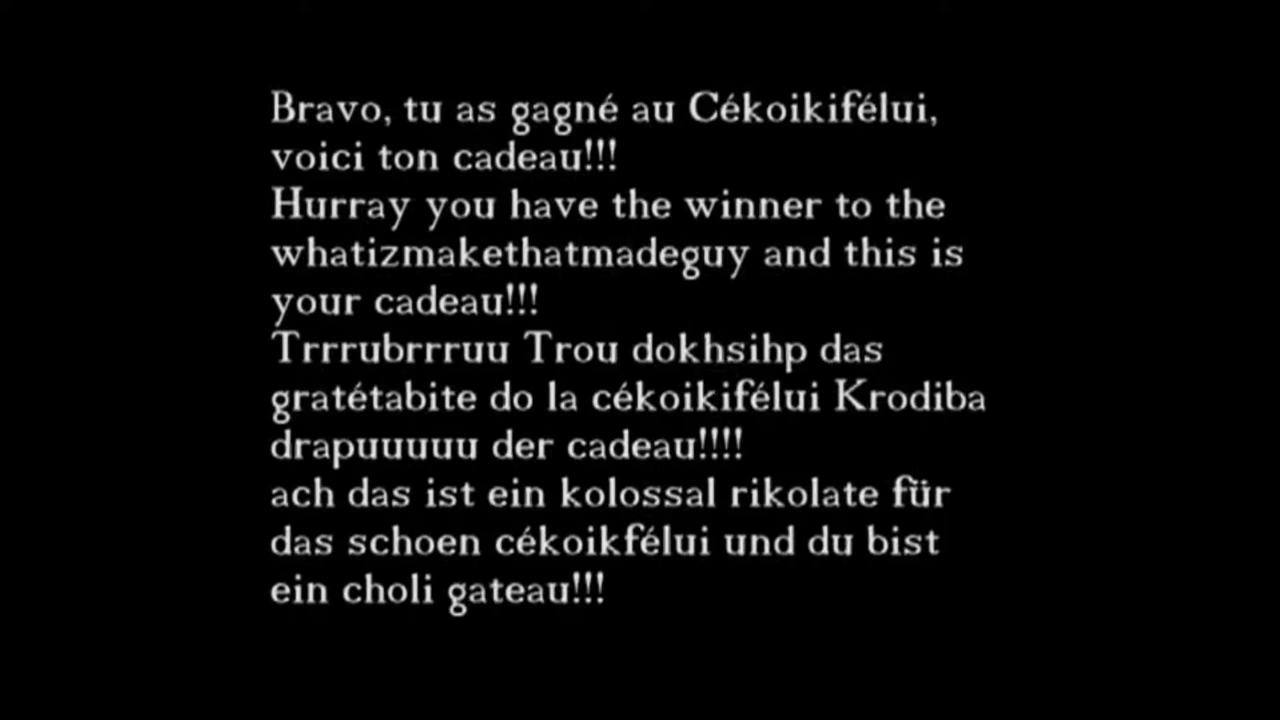 Bravo, tu as gagné au Cékoikifélui,
voici ton cadeau!!!
Hurray you have the winner to the
whatizmakethatmadeguy and this is
your cadeau!!!
Trrrubrrruu Trou dokhsihp das
gratétabite do la cékoikifélui Krodiba
drapuuuuu der cadeau!!!!
ach das ist ein kolossal rikolate für
das schoen cékoikfélui und du bist
ein choli gateau!!!